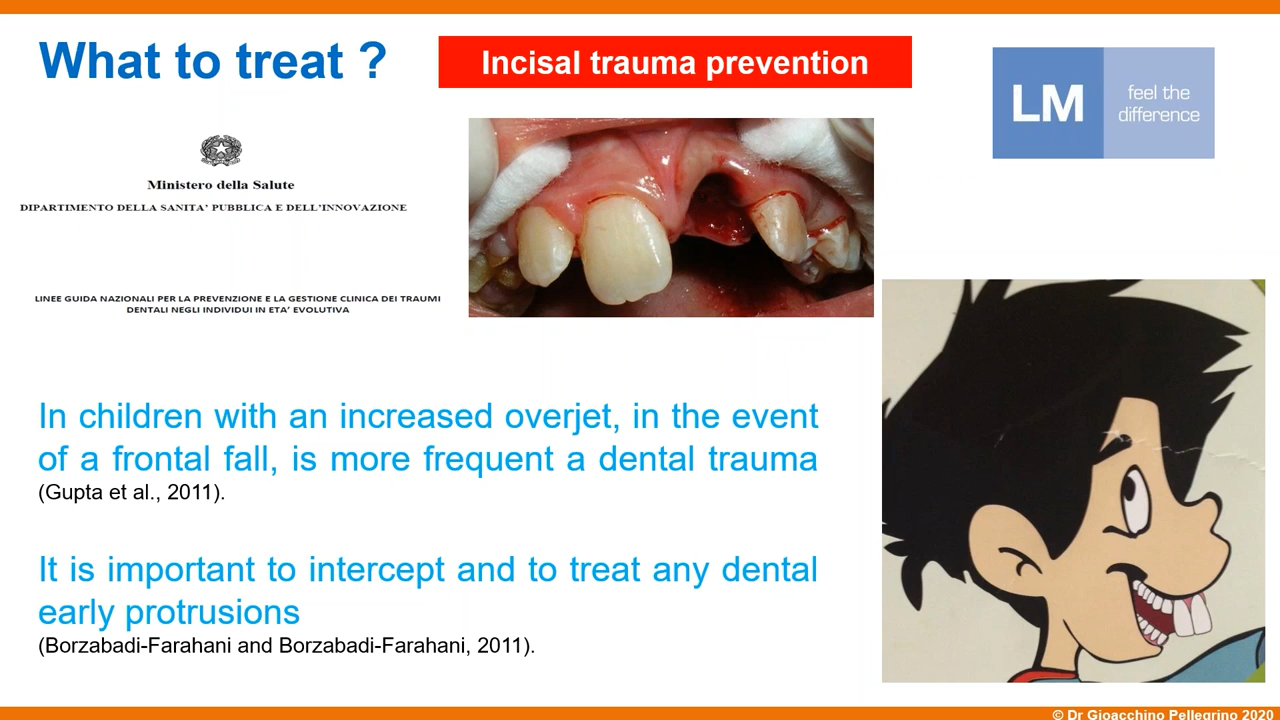 What to treat ?
Incisal trauma prevention
LM
feel the
difference
Ministero della Salute
DIPARTIMENTO DELLA SANITA' PUBBLICA E DELL'INNOVAZIONE
LINEE GUIDA NAZIONALI PER LA PREVENZIONE E LA GESTIONE CLINICA DEI TRAUMI
DENTALI NEGLI INDIVIDUI IN ETA' EVOLUTIVA
In children with an increased overjet, in the event
of a frontal fall, is more frequent a dental trauma
(Gupta et al., 2011).
It is important to intercept and to treat any dental
early protrusions
(Borzabadi-Farahani and Borzabadi-Farahani, 2011).
© Dr Gioacchino Pellegrino 2020